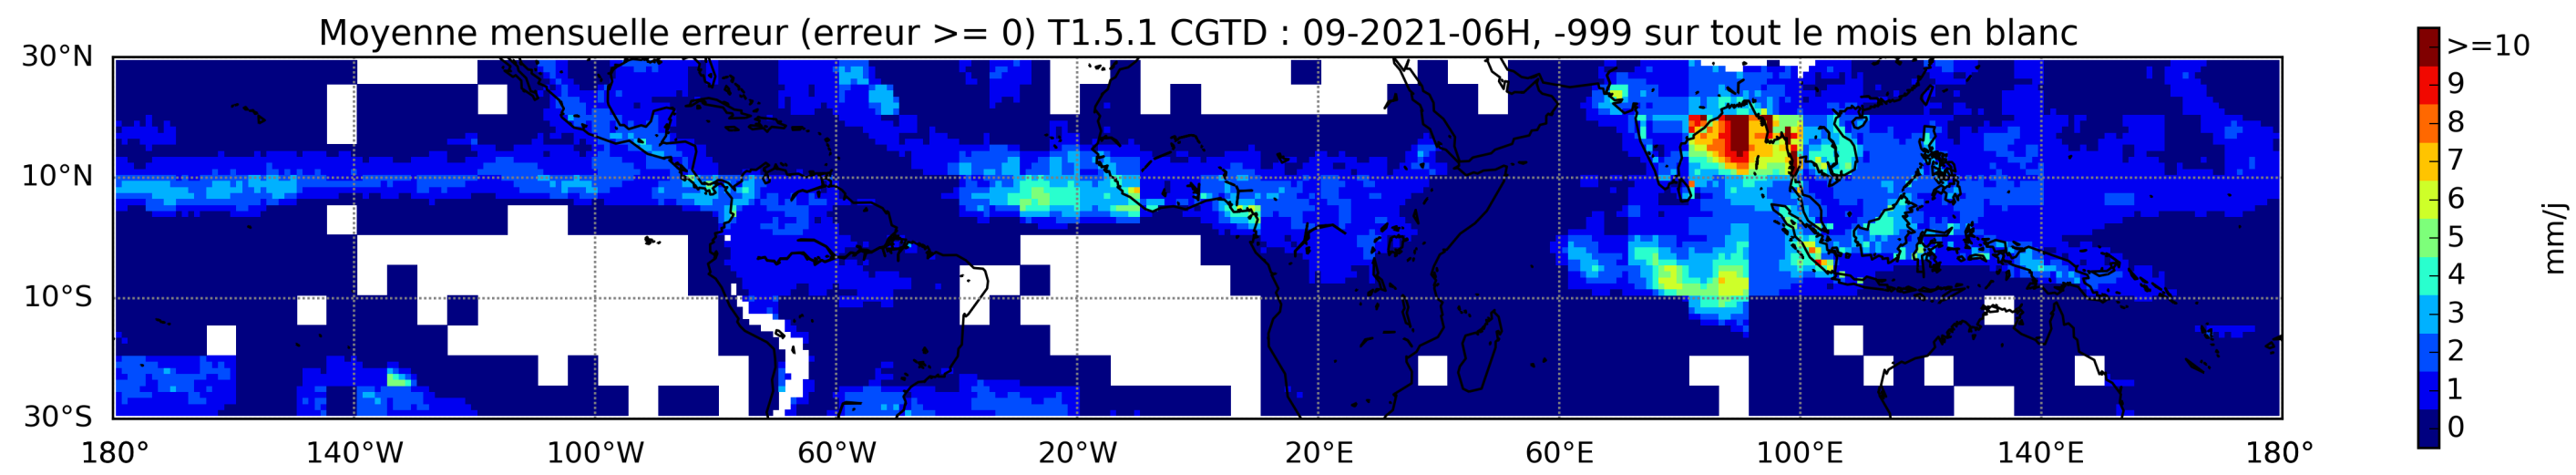 Moyenne mensuelle erreur (erreur >= 0) T1.5.1 CGTD : 09-2021-06H, -999 sur tout le mois en blanc
30°N
10°N
10°S
30°S
180° 140°W 100°W 60°W 20°W 20°E 60°E 100°E 140°E 180°
>=10
9
8
7
6
5
4
3
2
1
0
mm/j